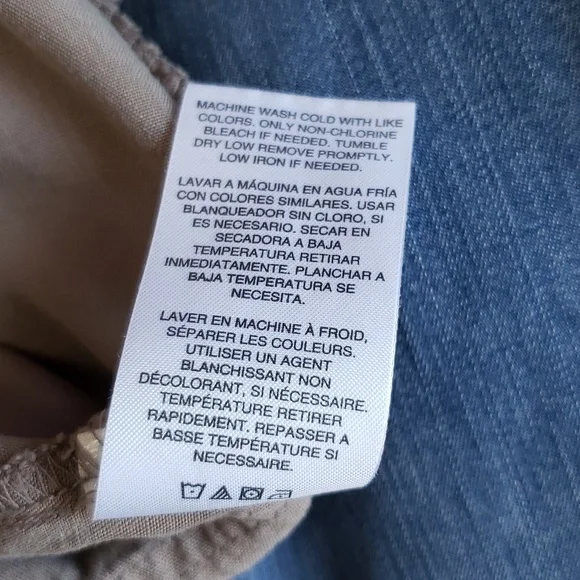 MACHINE WASH COLD WITH LIKE
COLORS. ONLY NON-CHLORINE
BLEACH IF NEEDED. TUMBLE
DRY LOW REMOVE PROMPTLY.
LOW IRON IF NEEDED.
LAVAR A MÁQUINA EN AGUA FRÍA
CON COLORES SIMILARES. USAR
BLANQUEADOR SIN CLORO, SI
ES NECESARIO. SECAR EN
SECADORA A BAJA
TEMPERATURA RETIRAR
INMEDIATAMENTE. PLANCHAR A
BAJA TEMPERATURA SE
NECESITA.
LAVER EN MACHINE À FROID,
SÉPARER LES COULEURS.
UTILISER UN AGENT
BLANCHISSANT NON
DÉCOLORANT, SI NÉCESSAIRE.
TEMPÉRATURE RETIRER
RAPIDEMENT. REPASSER A
BASSE TEMPÉRATURE SI
NECESSAIRE.